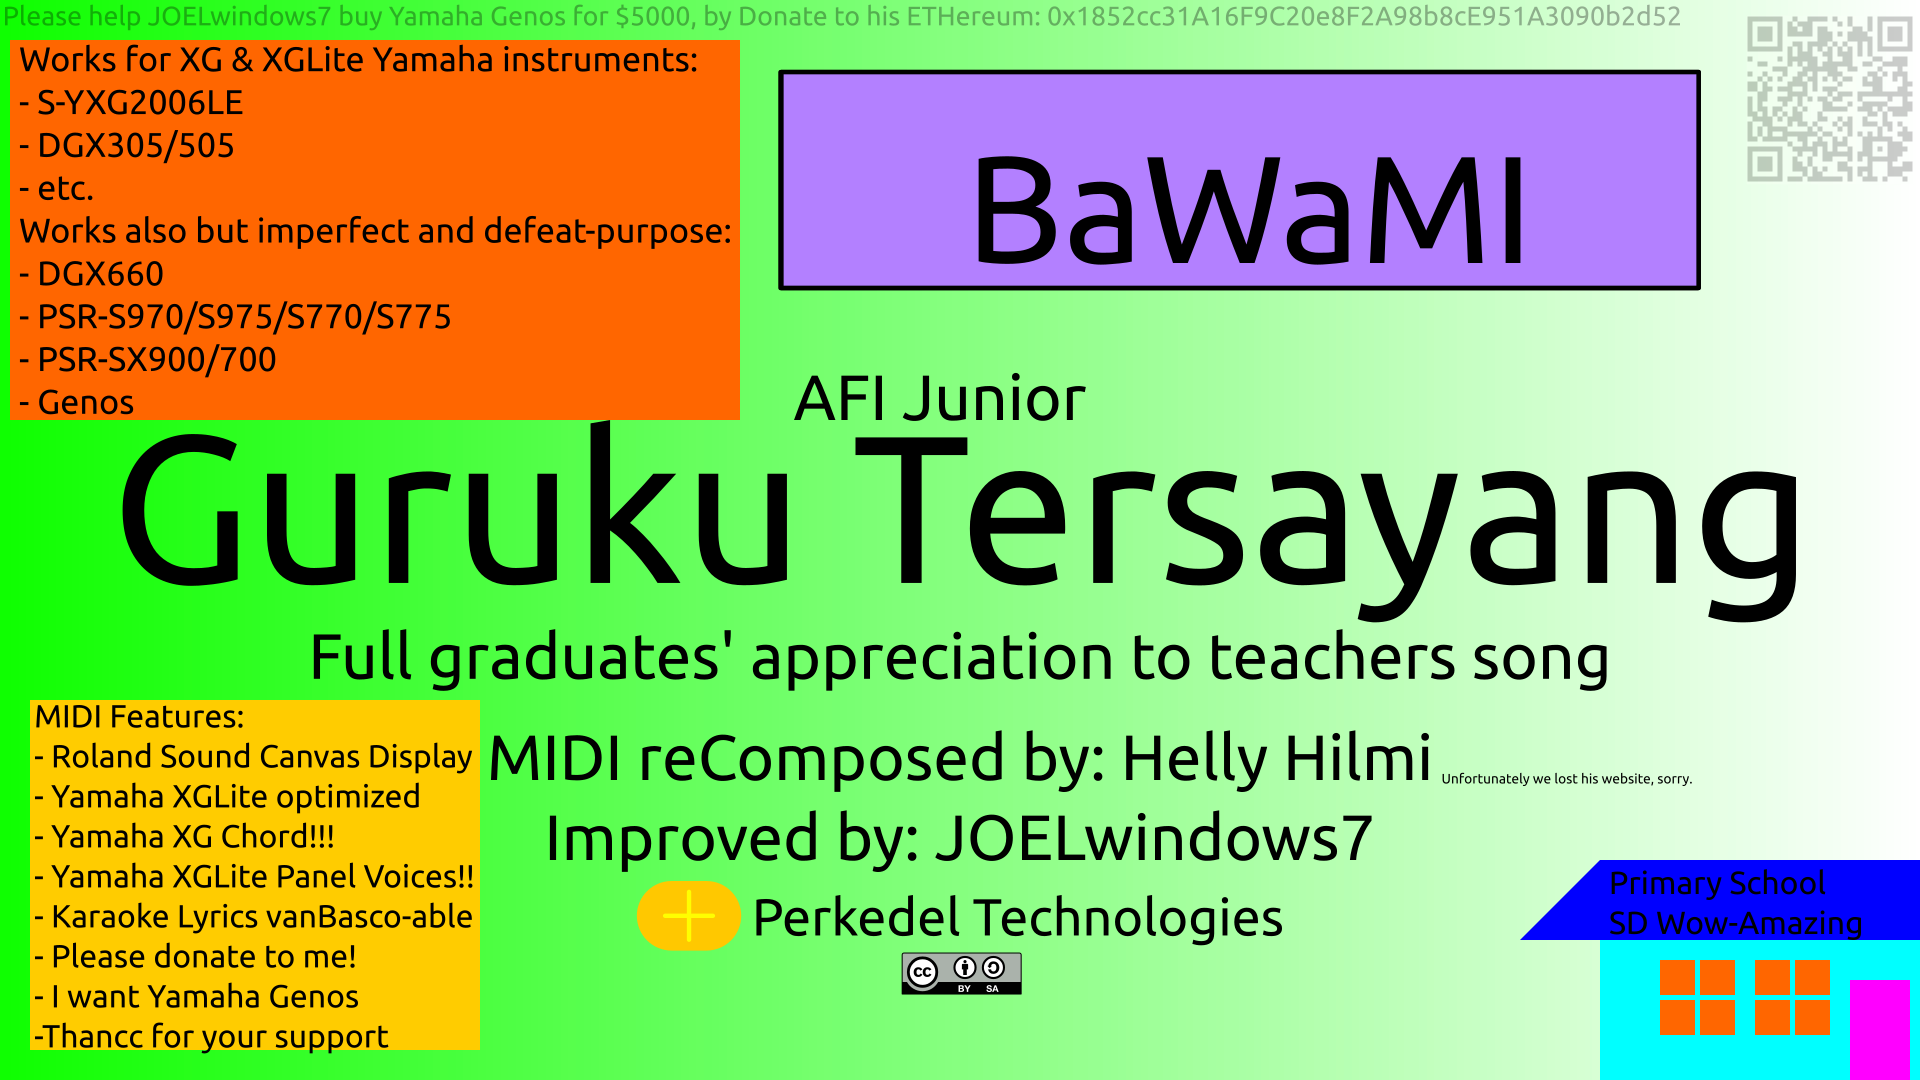 Please help JOELwindows7 buy Yamaha Genos for $5000, by Donate to his ETHereum: 0x1852cc31A16F9C20e8F2A98b8cE951A3090b2d52
Works for XG & XGLite Yamaha instruments:
- S-YXG2006LE
- DGX305/505
- etc.
Works also but imperfect and defeat-purpose:
- DGX660
- PSR-S970/S975/S770/S775
- PSR-SX900/700
- Genos
BaWaMI
AFI Junior
Guruku Tersayang
Full graduates' appreciation to teachers song
MIDI Features:
- Roland Sound Canvas Display
- Yamaha XGLite optimized
- Yamaha XG Chord!!!
- Yamaha XGLite Panel Voices!!
- Karaoke Lyrics vanBasco-able
- Please donate to me!
- I want Yamaha Genos
-Thancc for your support
MIDI reComposed by: Helly Hilmi
Unfortunately we lost his website, sorry.
Improved by: JOELwindows7
Perkedel Technologies
cc
BY SA
Primary School
SD Wow-Amazing